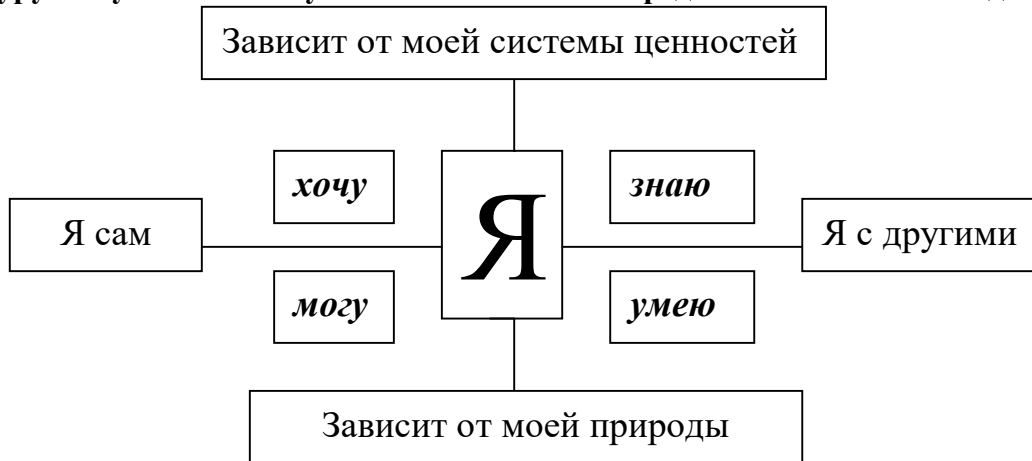 Зависит от моей системы ценностей
хочу
знаю
Я сам
Я
Я с другими
могу
умею
Зависит от моей природы